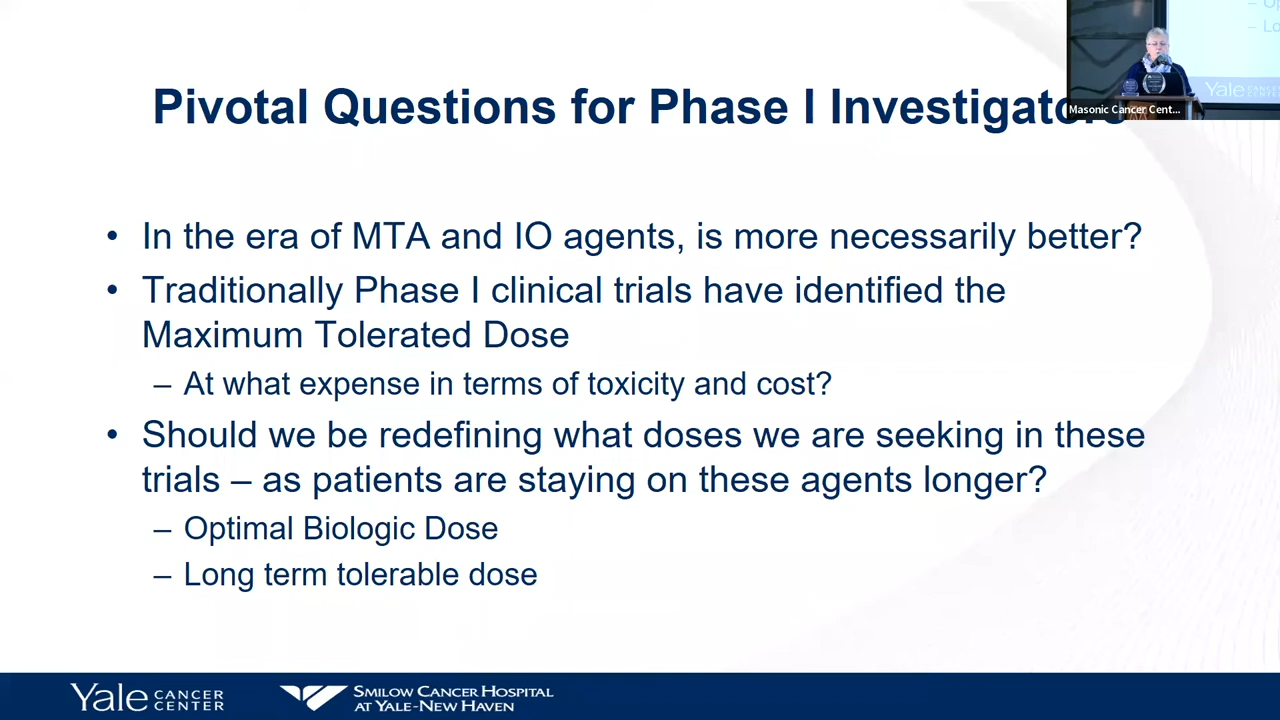 Pivotal Questions for Phase I Investigators
Masonic Cancer Cent...
• In the era of MTA and IO agents, is more necessarily better?
• Traditionally Phase I clinical trials have identified the
Maximum Tolerated Dose
– At what expense in terms of toxicity and cost?
• Should we be redefining what doses we are seeking in these
trials – as patients are staying on these agents longer?
– Optimal Biologic Dose
– Long term tolerable dose
Yale CANCER
CENTER
SMILOW CANCER HOSPITAL
AT YALE-NEW HAVEN
– Lo
Yale